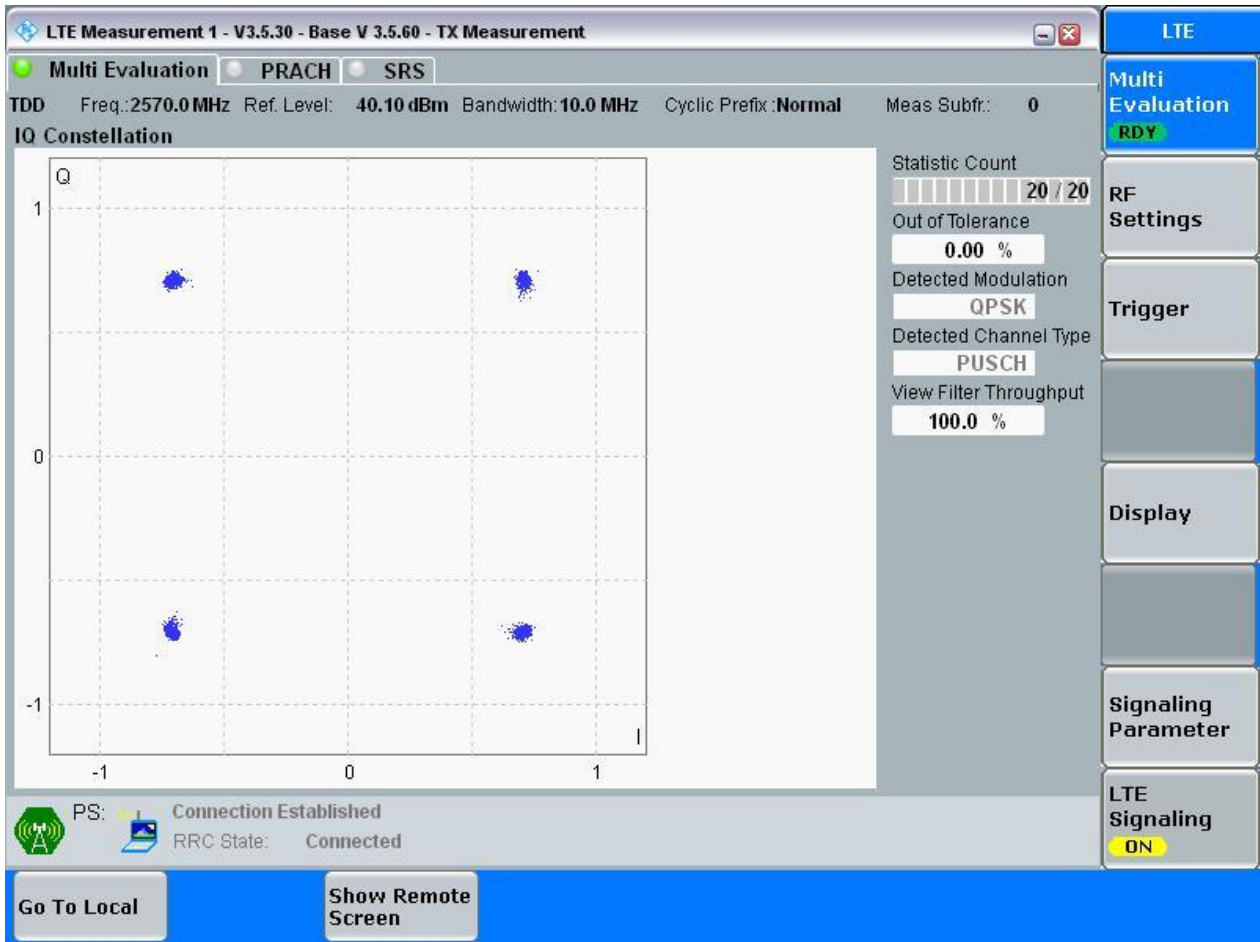 LTE Measurement 1 - V3.5.30 - Base V 3.5.60 - TX Measurement
LTE
Multi Evaluation PRACH SRS
TDD Freq.:2570.0 MHz Ref. Level: 40.10 dBm Bandwidth: 10.0 MHz Cyclic Prefix :Normal Meas Subfr.: 0
IQ Constellation
Q
1
0
-1
-1 0 1
I
Statistic Count
20 / 20
Out of Tolerance
0.00 %
Detected Modulation
QPSK
Detected Channel Type
PUSCH
View Filter Throughput
100.0 %
Multi
Evaluation
RDY
RF
Settings
Trigger
Display
Signaling
Parameter
LTE
Signaling
ON
PS: Connection Established
RRC State: Connected
Go To Local
Show Remote
Screen